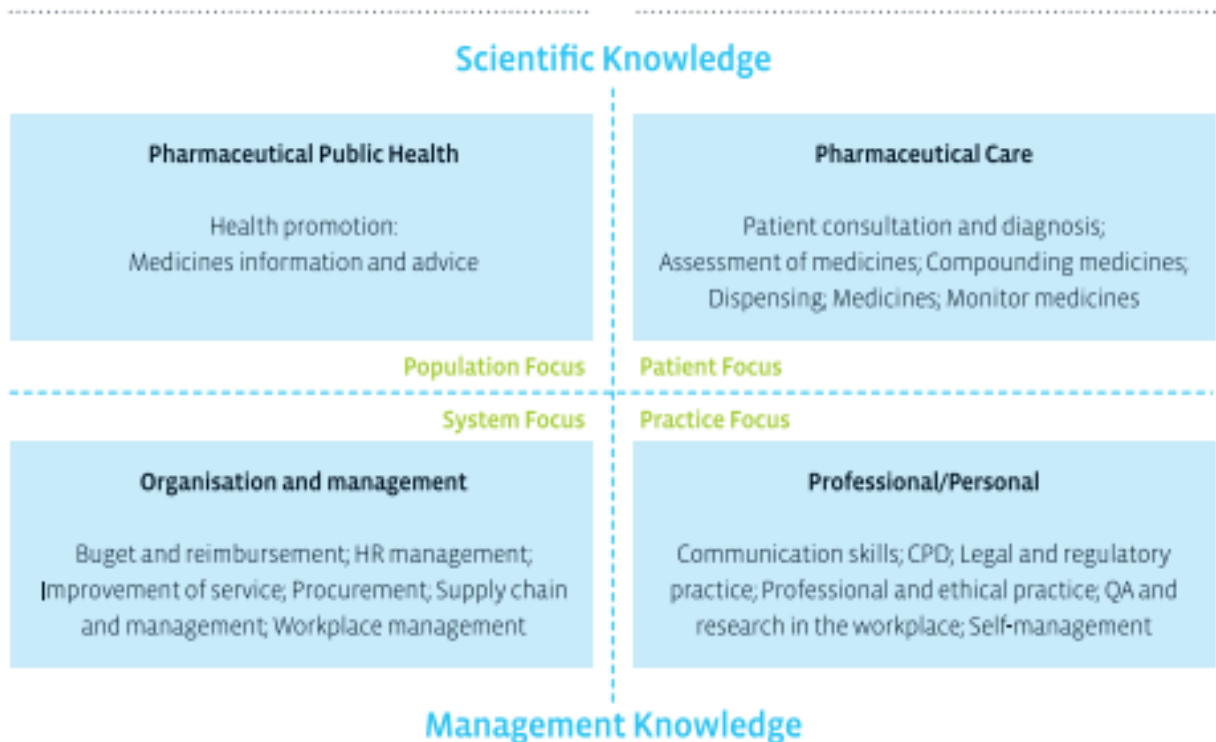 Scientific Knowledge
Pharmaceutical Public Health
Health promotion:
Medicines information and advice
Population Focus
Pharmaceutical Care
Patient consultation and diagnosis;
Assessment of medicines; Compounding medicines;
Dispensing; Medicines; Monitor medicines
Patient Focus
System Focus
Organisation and management
Buget and reimbursement; HR management;
Improvement of service; Procurement; Supply chain
and management; Workplace management
Practice Focus
Professional/Personal
Communication skills; CPD; Legal and regulatory
practice; Professional and ethical practice; QA and
research in the workplace; Self-management
Management Knowledge